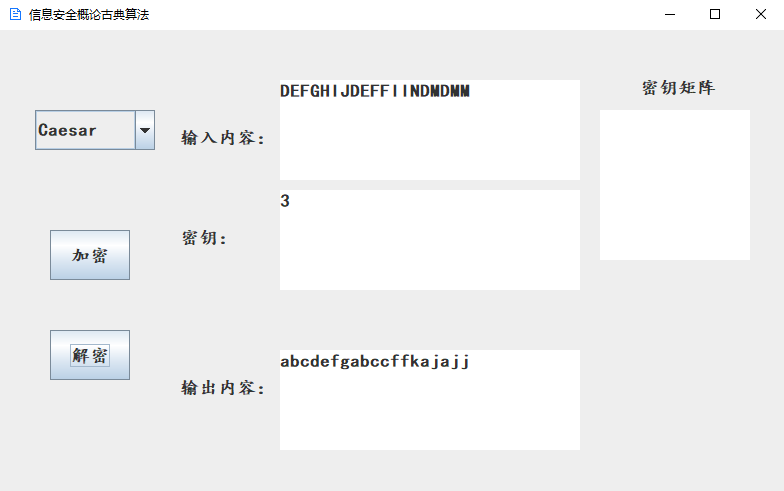 信息安全概论古典算法
Caesar
加密
解密
输入内容：
DEFGHIJDEFFIINDMDMM
密钥：
3
输出内容：
abcdefgabccffkajajj
密钥矩阵